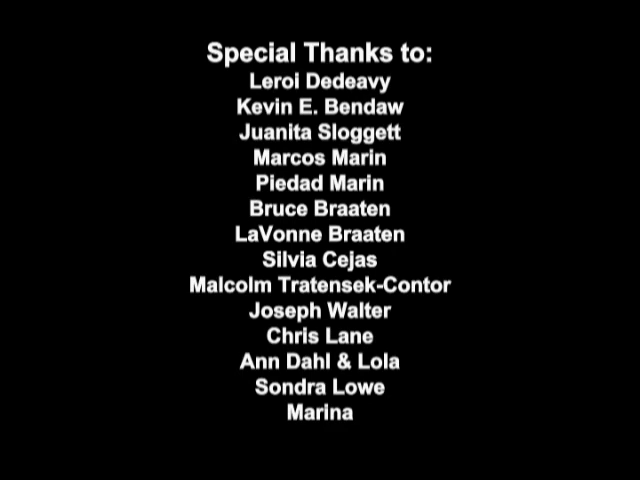 Special Thanks to:
Leroi Dedeavy
Kevin E. Bendaw
Juanita Sloggett
Marcos Marin
Piedad Marin
Bruce Braaten
LaVonne Braaten
Silvia Cejas
Malcolm Tratensek-Contor
Joseph Walter
Chris Lane
Ann Dahl & Lola
Sondra Lowe
Marina